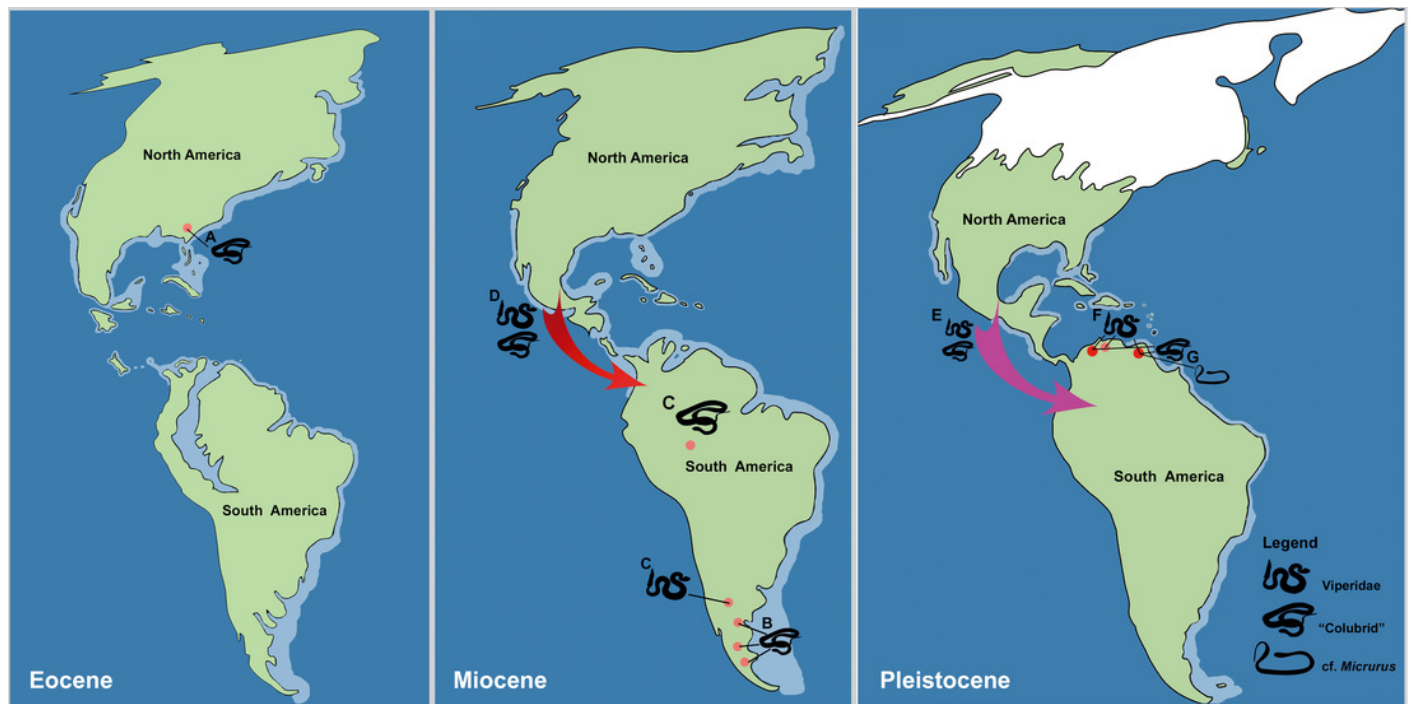 North America
A
South America
Eocene
North America
D
C
South America
C
B
Miocene
North America
E
F
G
South America
Legend
Viperidae
"Colubrid"
cf. Micrurus
Pleistocene